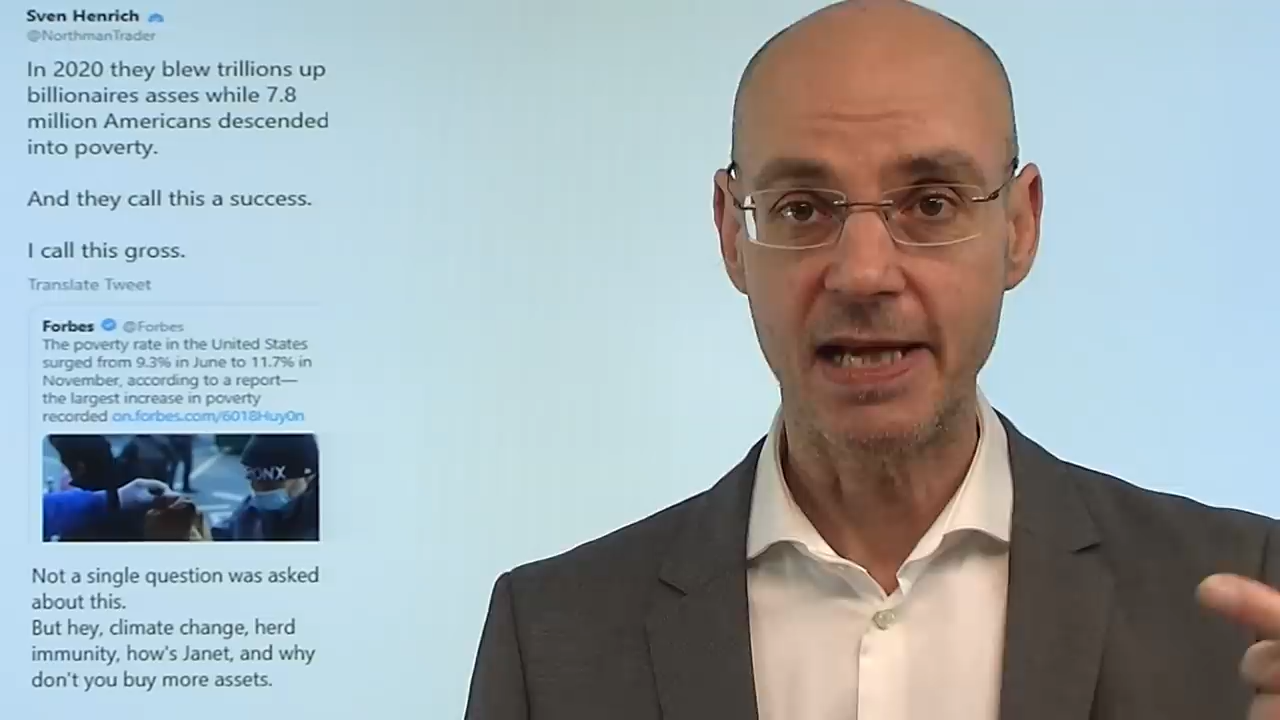 Sven Henrich
@NorthmanTrader
In 2020 they blew trillions up
billionaires asses while 7.8
million Americans descended
into poverty.
And they call this a success.
I call this gross.
Translate Tweet
Forbes @Forbes
The poverty rate in the United States
surged from 9.3% in June to 11.7% in
November, according to a report—
the largest increase in poverty
recorded on.forbes.com/6018Huy0n
Not a single question was asked
about this.
But hey, climate change, herd
immunity, how's Janet, and why
don't you buy more assets.